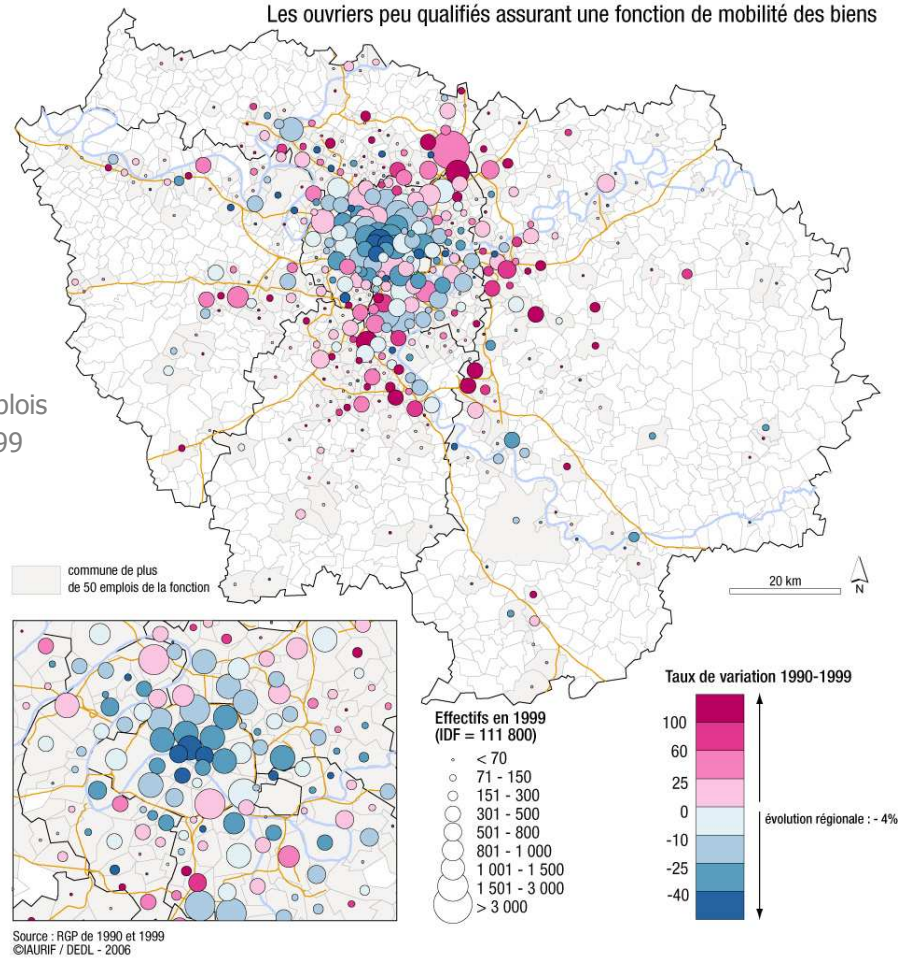 Les ouvriers peu qualifiés assurant une fonction de mobilité des biens
plois
99
commune de plus
de 50 emplois de la fonction
20 km
N
Effectifs en 1999
(IDF = 111 800)
< 70
71 - 150
151 - 300
301 - 500
501 - 800
801 - 1 000
1 001 - 1 500
1 501 - 3 000
> 3 000
Taux de variation 1990-1999
100
60
25
0
-10
-25
-40
évolution régionale : - 4%
Source : RGP de 1990 et 1999
©IAURIF / DEDL - 2006